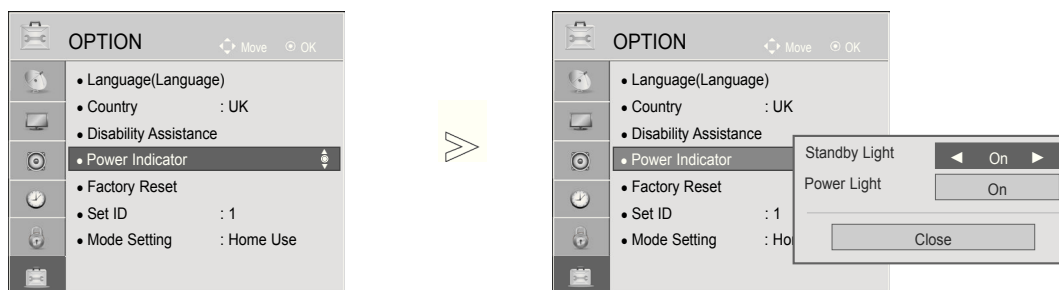 OPTION
Move OK
• Language(Language)
• Country : UK
• Disability Assistance
• Power Indicator
• Factory Reset
• Set ID : 1
• Mode Setting : Home Use
OPTION
Move OK
• Language(Language)
• Country : UK
• Disability Assistance
• Power Indicator
• Factory Reset
• Set ID : 1
• Mode Setting : Ho
Standby Light ◄ On ►
Power Light On
Close